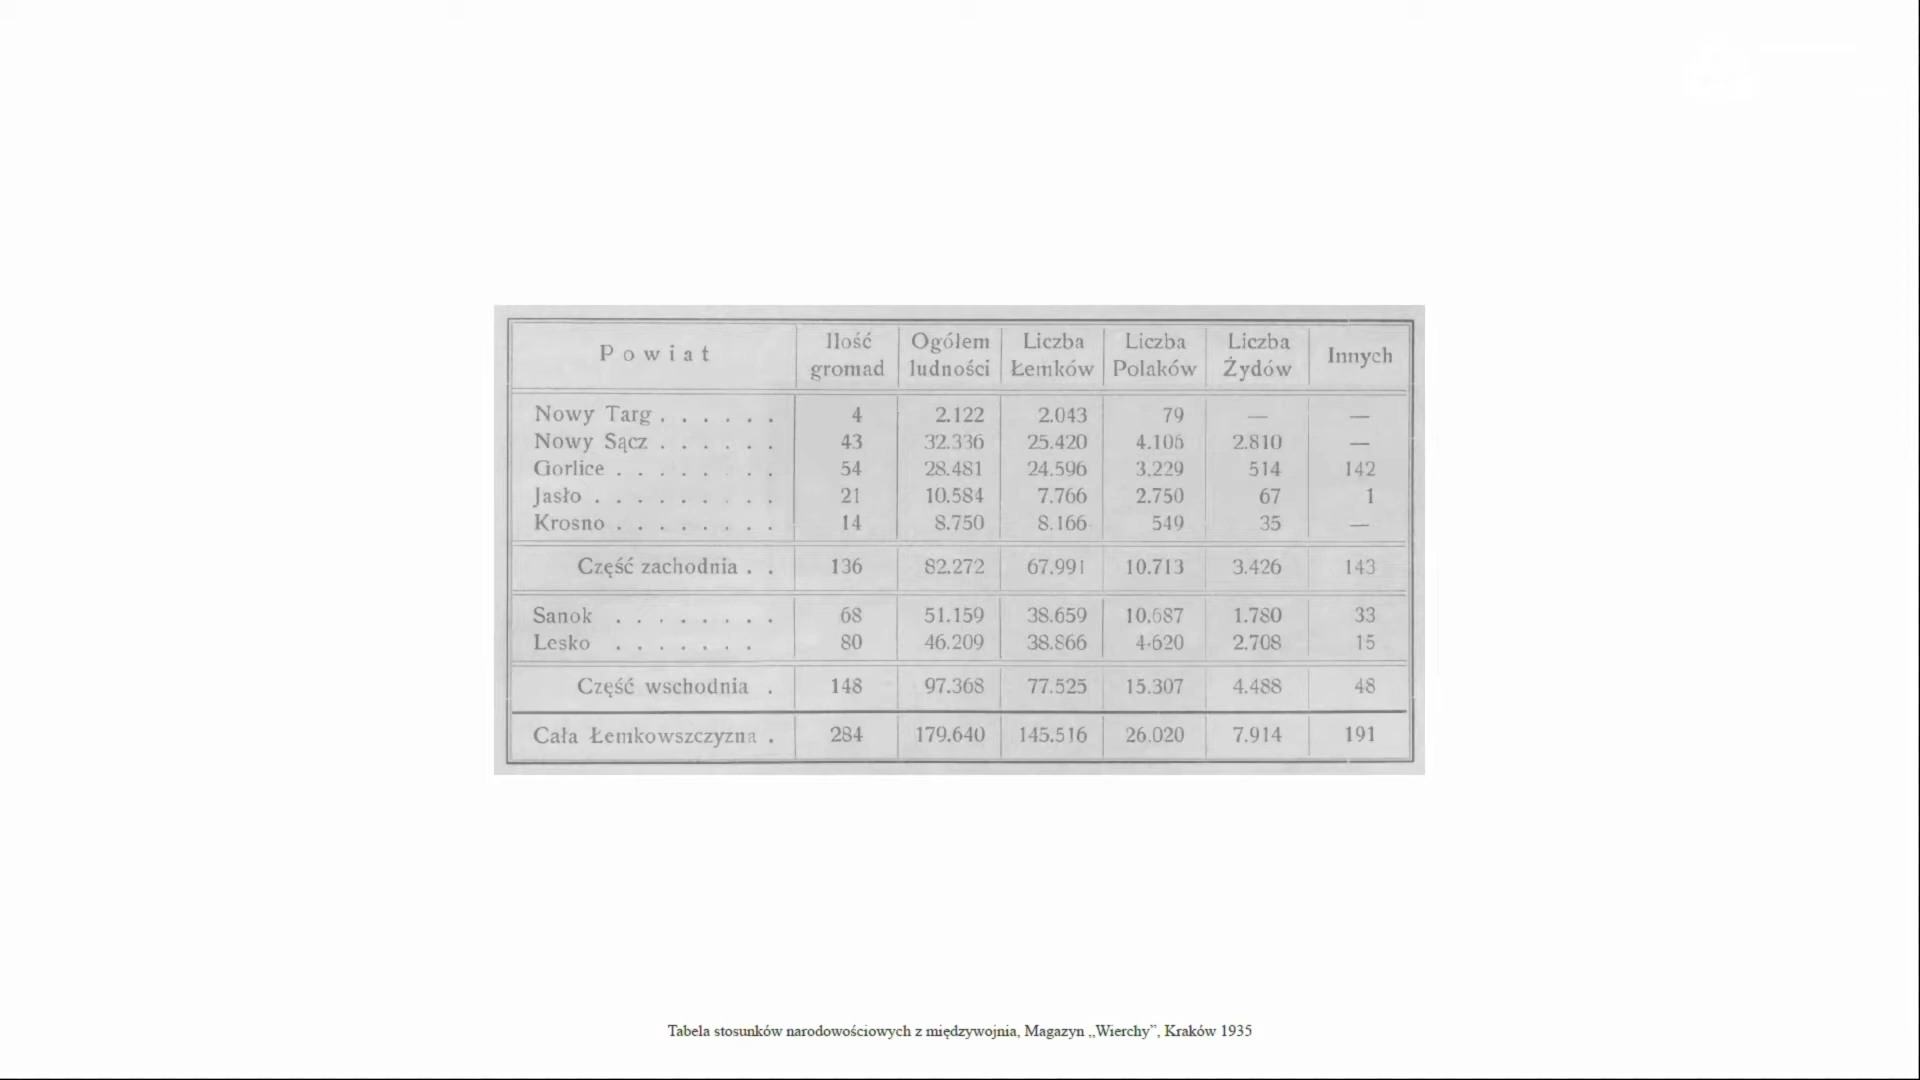 Powiat Ilość gromad Ogółem ludności Liczba Łemków Liczba Polaków Liczba Żydów Innych
Nowy Targ . . . . . . 4 2.122 2.043 79 — —
Nowy Sącz . . . . . . 43 32.336 25.420 4.106 2.810 —
Gorlice . . . . . . . . 54 28.481 24.596 3.229 514 142
Jasło . . . . . . . . . 21 10.584 7.766 2.750 67 1
Krosno . . . . . . . . 14 8.750 8.166 549 35 —
Część zachodnia . . 136 82.272 67.991 10.713 3.426 143
Sanok . . . . . . . . 68 51.159 38.659 10.687 1.780 33
Lesko . . . . . . . 80 46.209 38.866 4.620 2.708 15
Część wschodnia . 148 97.368 77.525 15.307 4.488 48
Cała Łemkowszczyzna . 284 179.640 145.516 26.020 7.914 191
Tabela stosunków narodowościowych z międzywojnia, Magazyn ,,Wierchy”, Kraków 1935